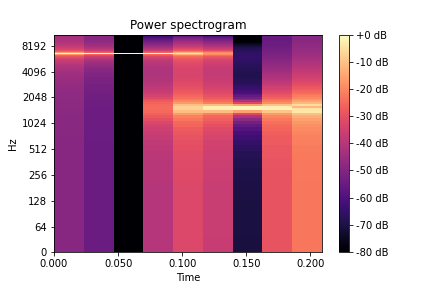 Power spectrogram
8192
4096
2048
1024
512
256
128
64
0
Hz
0.000 0.050 0.100 0.150 0.200
Time
+0 dB
-10 dB
-20 dB
-30 dB
-40 dB
-50 dB
-60 dB
-70 dB
-80 dB